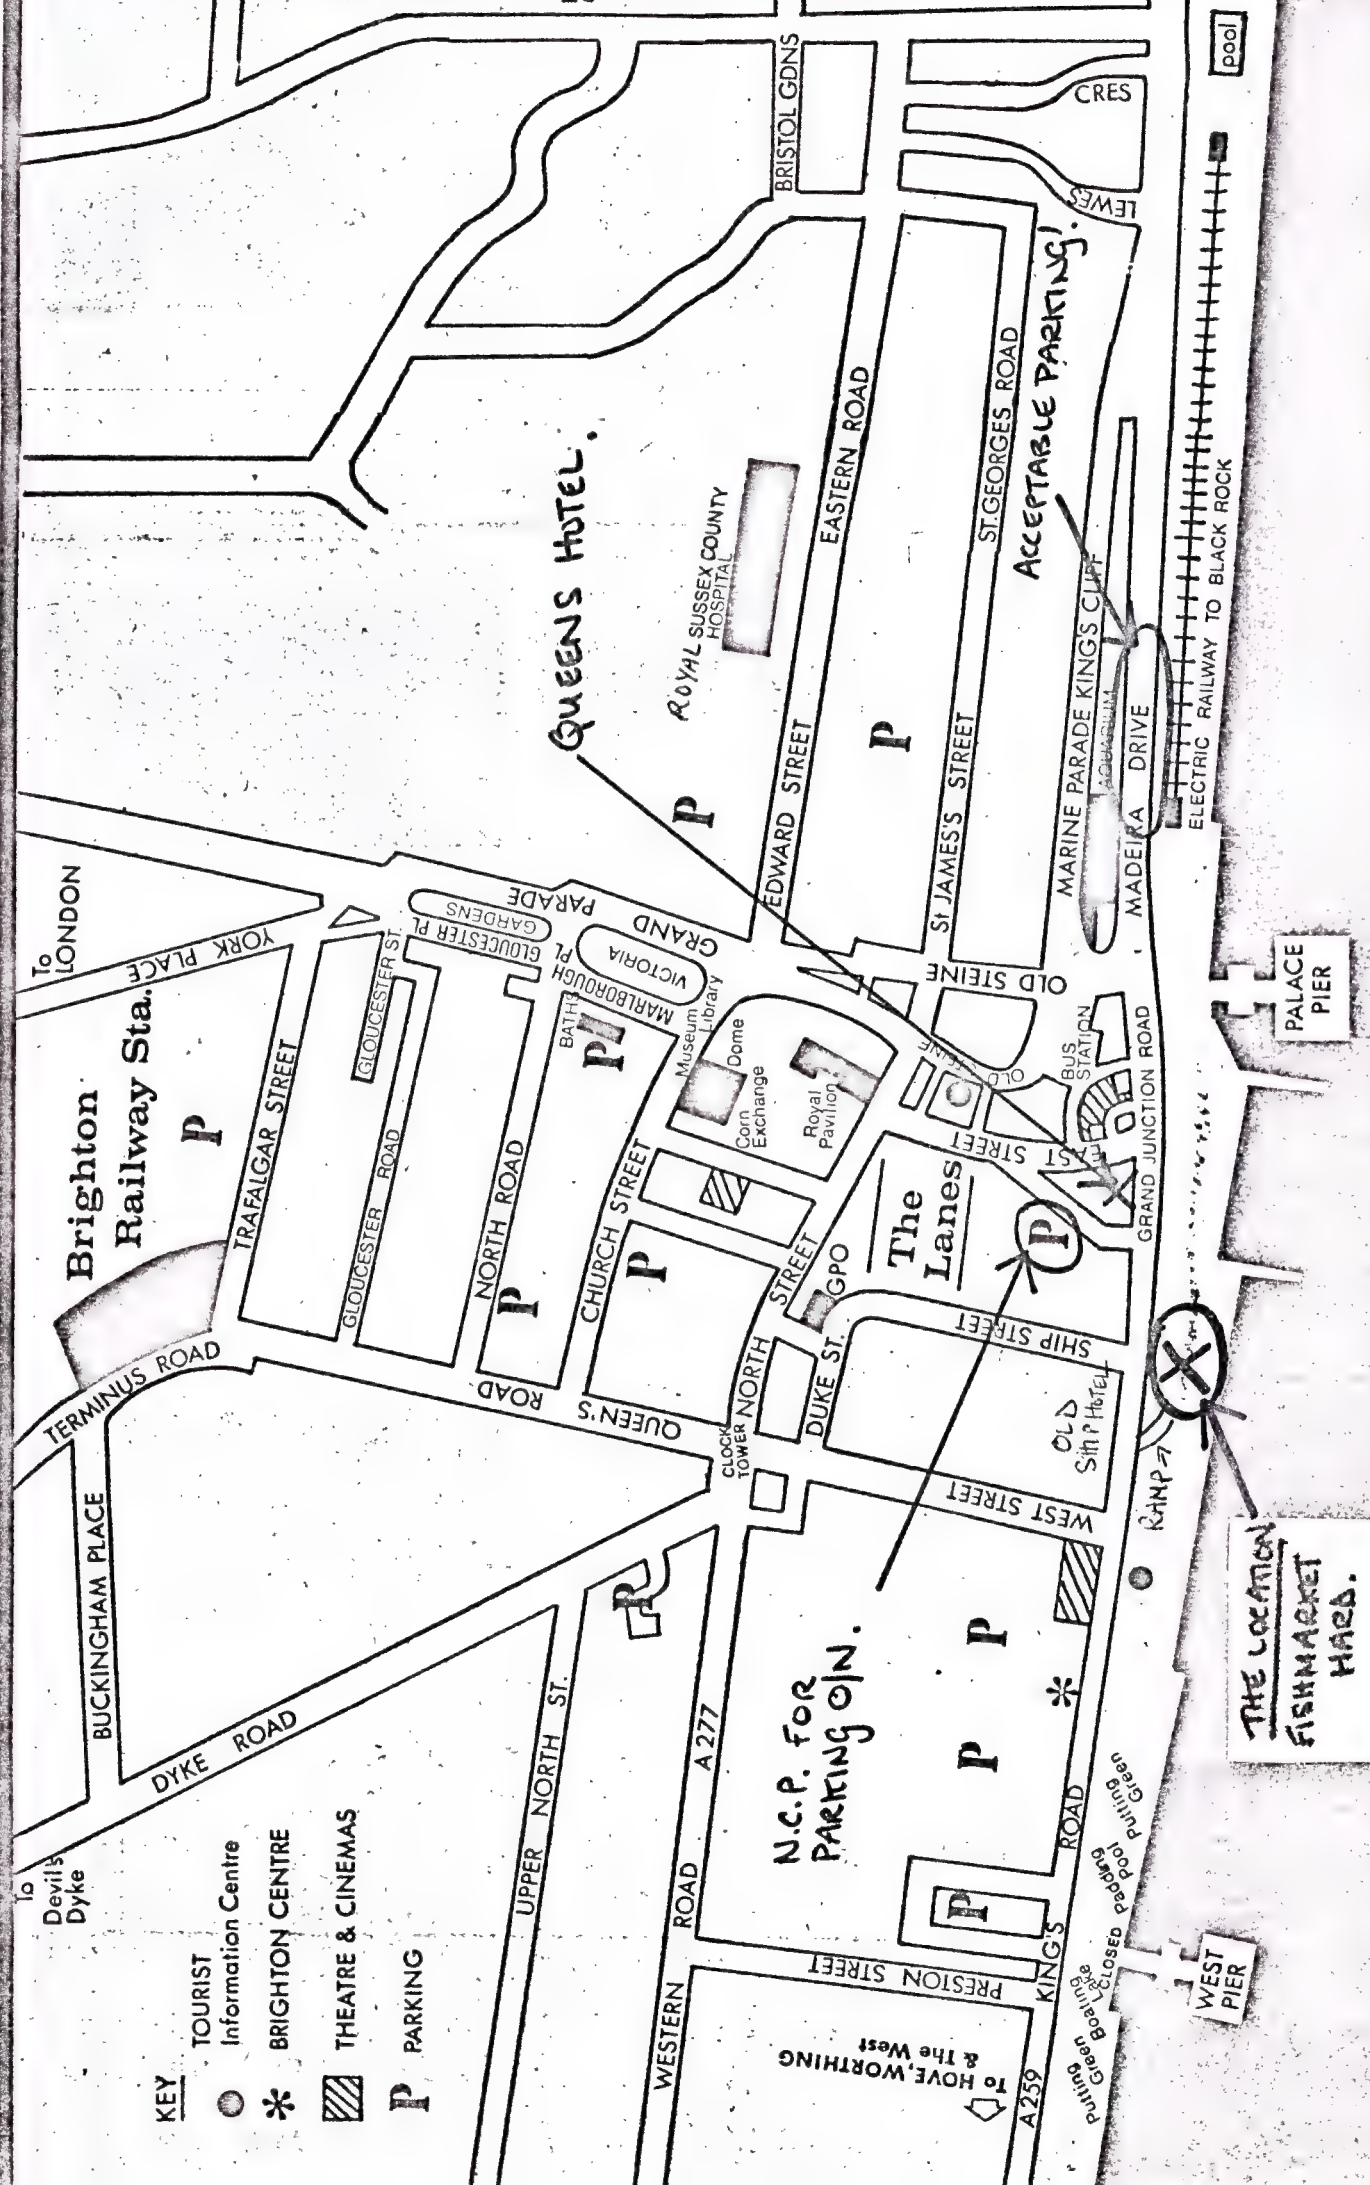 KEY
TOURIST
Information Centre
BRIGHTON CENTRE
THEATRE & CINEMAS
P PARKING
To
Devil's
Dyke
BUCKINGHAM PLACE
TERMINUS ROAD
DYKE ROAD
Brighton
Railway Sta.
P
To
LONDON
YORK PLACE
TRAFALGAR STREET
GLOUCESTER ROAD
GLOUCESTER ST.
GLOUCESTER PL
GARDENS
GRAND PARADE
VICTORIA
MARLBOROUGH PL
NORTH ROAD
P
BATHS
P
CHURCH STREET
P
QUEEN'S ROAD
Museum
Library
Dome
Corn
Exchange
Royal
Pavilion
UPPER NORTH ST.
P
CLOCK
TOWER
NORTH STREET
DUKE ST.
GPO
The
Lanes
P
EAST STREET
SHIP STREET
WEST STREET
OLD STEINE
OLD STEINE
BUS
STATION
GRAND JUNCTION ROAD
WESTERN ROAD
A 277
PRESTON STREET
P
P
P
KING'S ROAD
A259
To HOVE, WORTHING
& The West
Putting
Green
Boating
Lake
CLOSED
Padding
Pool
Putting
Green
WEST
PIER
PALACE
PIER
QUEENS HOTEL.
ROYAL SUSSEX COUNTY
HOSPITAL
P
EDWARD STREET
EASTERN ROAD
P
St JAMES'S STREET
ST.GEORGES ROAD
BRISTOL GDNS
LEWES
CRES
MARINE PARADE KING'S CLIFF
AQUARIUM
MADEIRA DRIVE
ELECTRIC RAILWAY TO BLACK ROCK
pool
ACCEPTABLE PARKING!
N.C.P. FOR
PARKING O/N.
OLD
SHIP HOTEL
RAMP
X
X
THE LOCATION
FISHMARKET
HARD.